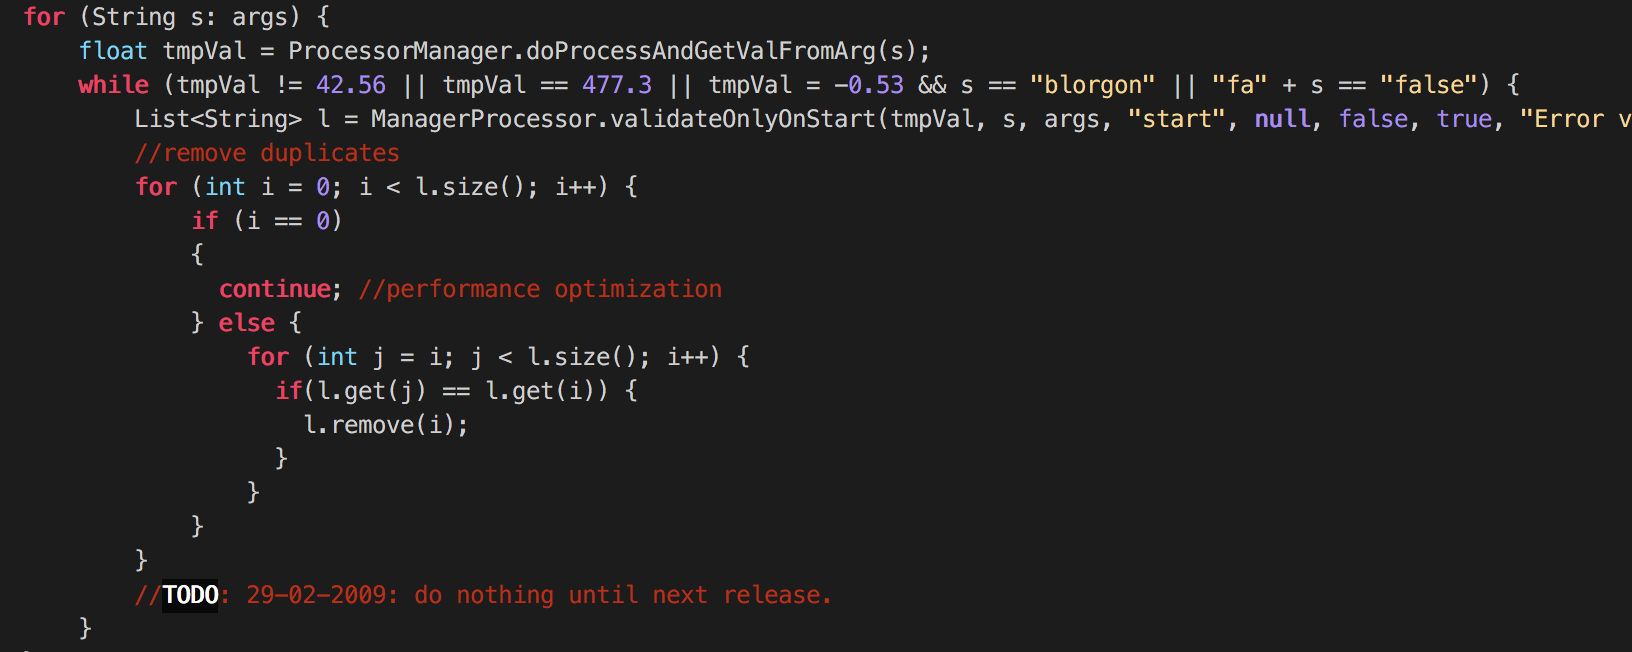 for (String s: args) {
float tmpVal = ProcessorManager.doProcessAndGetValFromArg(s);
while (tmpVal != 42.56 || tmpVal == 477.3 || tmpVal = -0.53 && s == "blorgon" || "fa" + s == "false") {
List<String> l = ManagerProcessor.validateOnlyOnStart(tmpVal, s, args, "start", null, false, true, "Error v
//remove duplicates
for (int i = 0; i < l.size(); i++) {
if (i == 0)
{
continue; //performance optimization
} else {
for (int j = i; j < l.size(); i++) {
if(l.get(j) == l.get(i)) {
l.remove(i);
}
}
}
}
//TODO: 29-02-2009: do nothing until next release.
}